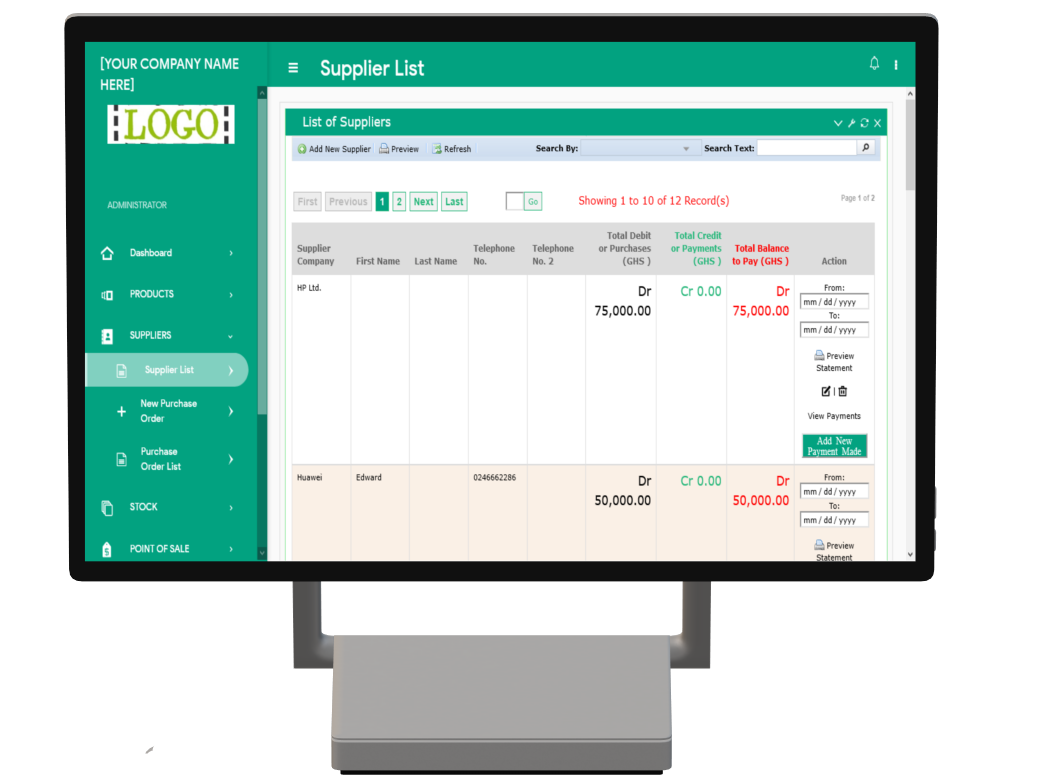 [YOUR COMPANY NAME
HERE]
LOGO
ADMINISTRATOR
Dashboard
PRODUCTS
SUPPLIERS
Supplier List
New Purchase
Order
Purchase
Order List
STOCK
POINT OF SALE
Supplier List
List of Suppliers
Add New Supplier Preview Refresh Search By: Search Text:
First Previous 1 2 Next Last Go Showing 1 to 10 of 12 Record(s) Page 1 of 2
Supplier Company First Name Last Name Telephone No. Telephone No. 2 Total Debit or Purchases (GHS ) Total Credit or Payments (GHS ) Total Balance to Pay (GHS ) Action
HP Ltd. Dr 75,000.00 Cr 0.00 Dr 75,000.00 From:
mm / dd / yyyy
To:
mm / dd / yyyy
Preview
Statement
|
View Payments
Add New
Payment Made
Huawei Edward 0246662286 Dr 50,000.00 Cr 0.00 Dr 50,000.00 From:
mm / dd / yyyy
To:
mm / dd / yyyy
Preview
Statement